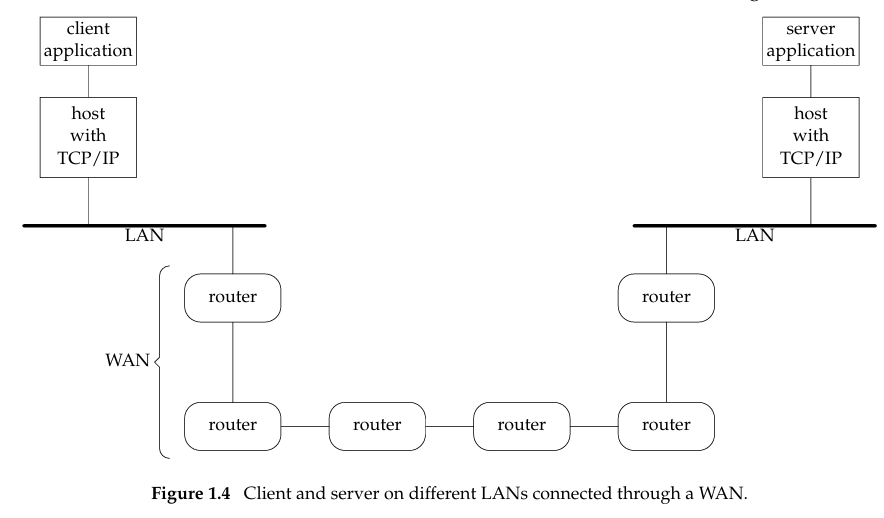 client
application
server
application
host
with
TCP/IP
host
with
TCP/IP
LAN
LAN
router
router
WAN
router
router
router
router
Figure 1.4 Client and server on different LANs connected through a WAN.